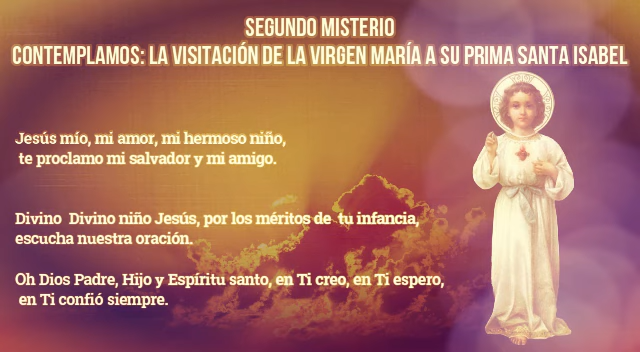 SEGUNDO MISTERIO
CONTEMPLAMOS: LA VISITACIÓN DE LA VIRGEN MARÍA A SU PRIMA SANTA ISABEL
Jesús mío, mi amor, mi hermoso niño,
te proclamo mi salvador y mi amigo.
Divino Divino niño Jesús, por los méritos de tu infancia,
escucha nuestra oración.
Oh Dios Padre, Hijo y Espíritu santo, en Ti creo, en Ti espero,
en Ti confió siempre.